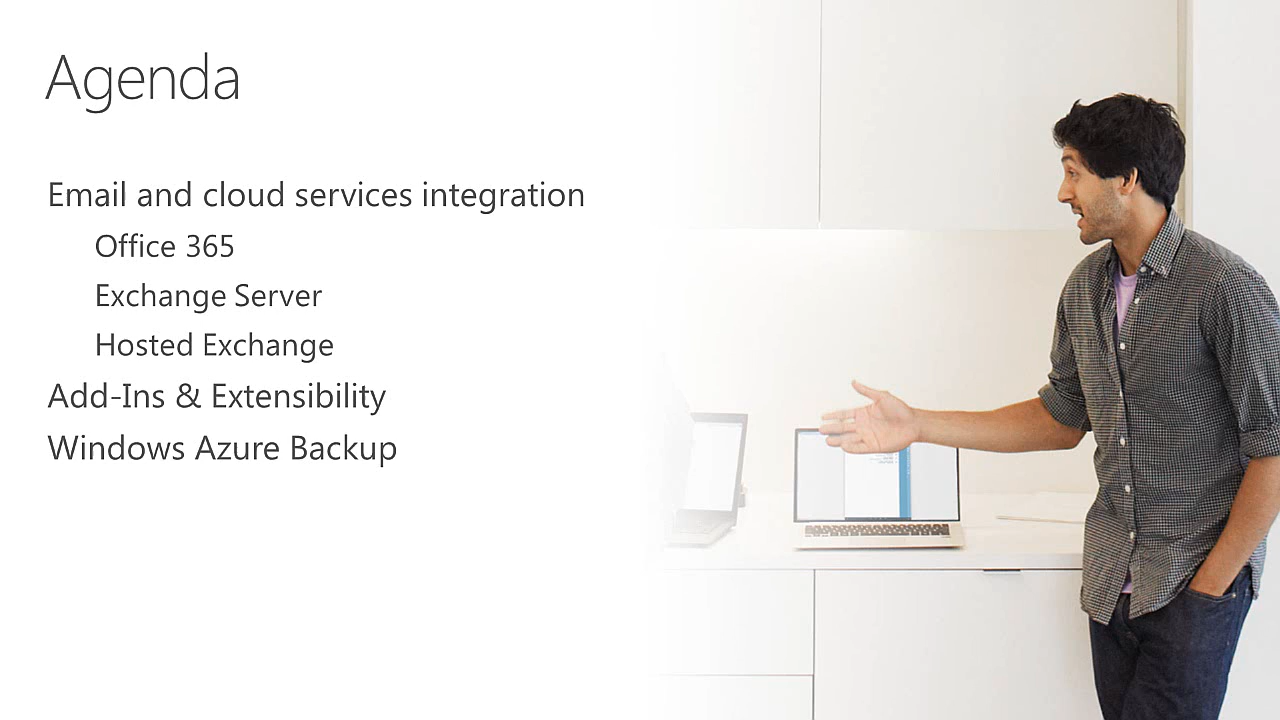 Agenda
Email and cloud services integration
Office 365
Exchange Server
Hosted Exchange
Add-Ins & Extensibility
Windows Azure Backup